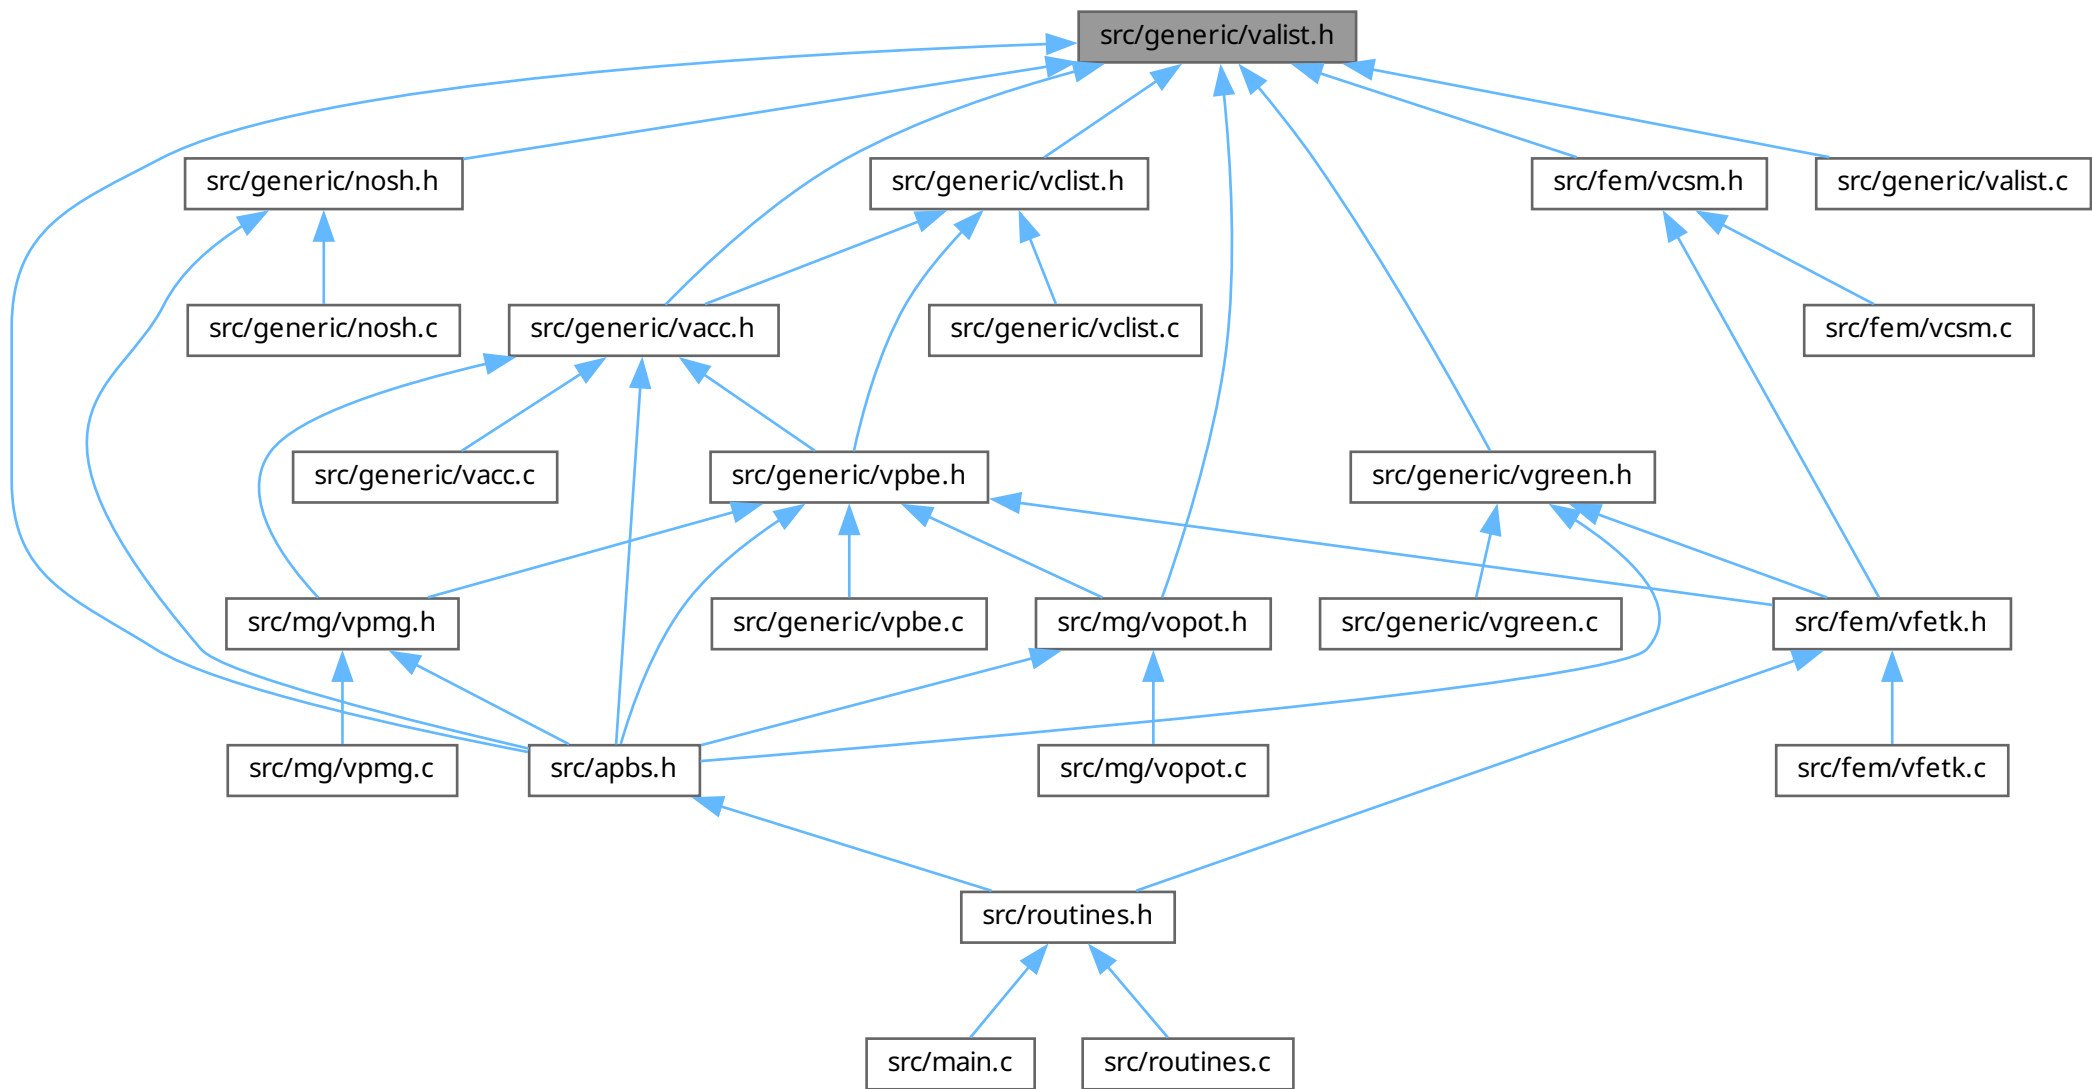 src/generic/valist.h
src/generic/nosh.h
src/generic/vclist.h
src/fem/vcsm.h
src/generic/valist.c
src/generic/nosh.c
src/generic/vacc.h
src/generic/vclist.c
src/fem/vcsm.c
src/generic/vacc.c
src/generic/vpbe.h
src/generic/vgreen.h
src/mg/vpmg.h
src/generic/vpbe.c
src/mg/vopot.h
src/generic/vgreen.c
src/fem/vfetk.h
src/mg/vpmg.c
src/apbs.h
src/mg/vopot.c
src/fem/vfetk.c
src/routines.h
src/main.c
src/routines.c